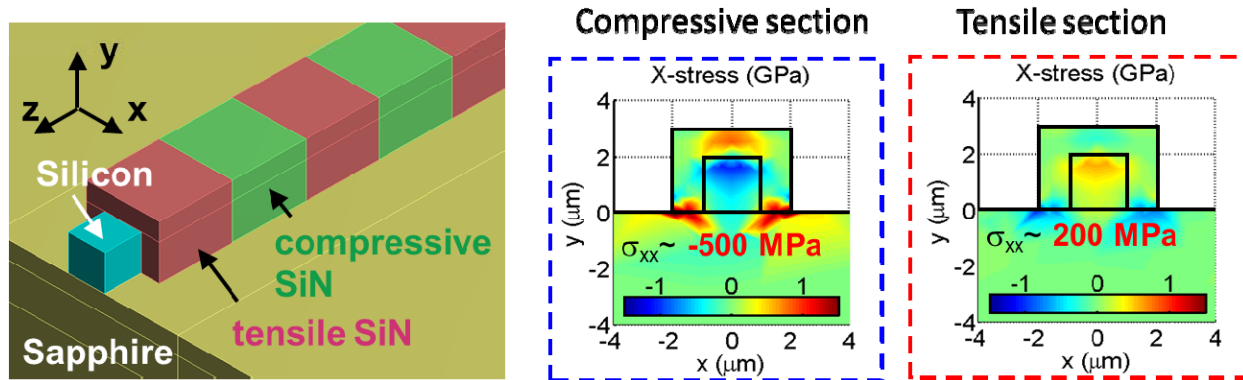 y
z x
Silicon
compressive
SiN
tensile SiN
Sapphire
Compressive section
X-stress (GPa)
4
2
0
-2
-4
y (μm)
σxx~ -500 MPa
-1 0 1
-4 -2 0 2 4
x (μm)
Tensile section
X-stress (GPa)
4
2
0
-2
-4
y (μm)
σxx~ 200 MPa
-1 0 1
-4 -2 0 2 4
x (μm)